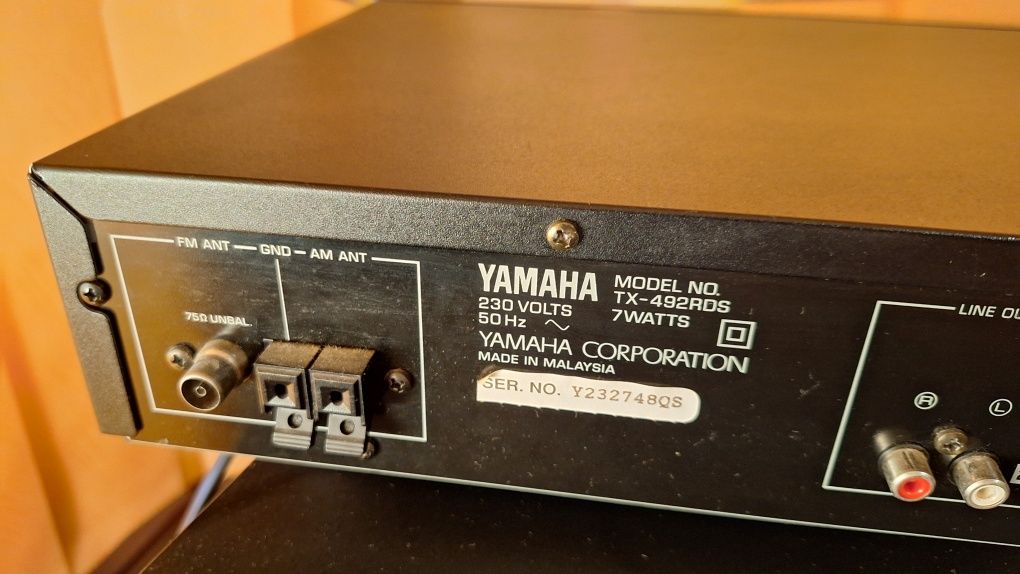 FM ANT GND AM ANT
75Ω UNBAL.
YAMAHA
230 VOLTS
50 Hz ~
MODEL NO.
TX-492RDS
7WATTS
YAMAHA CORPORATION
MADE IN MALAYSIA
SER. NO. Y232748QS
LINE
R L